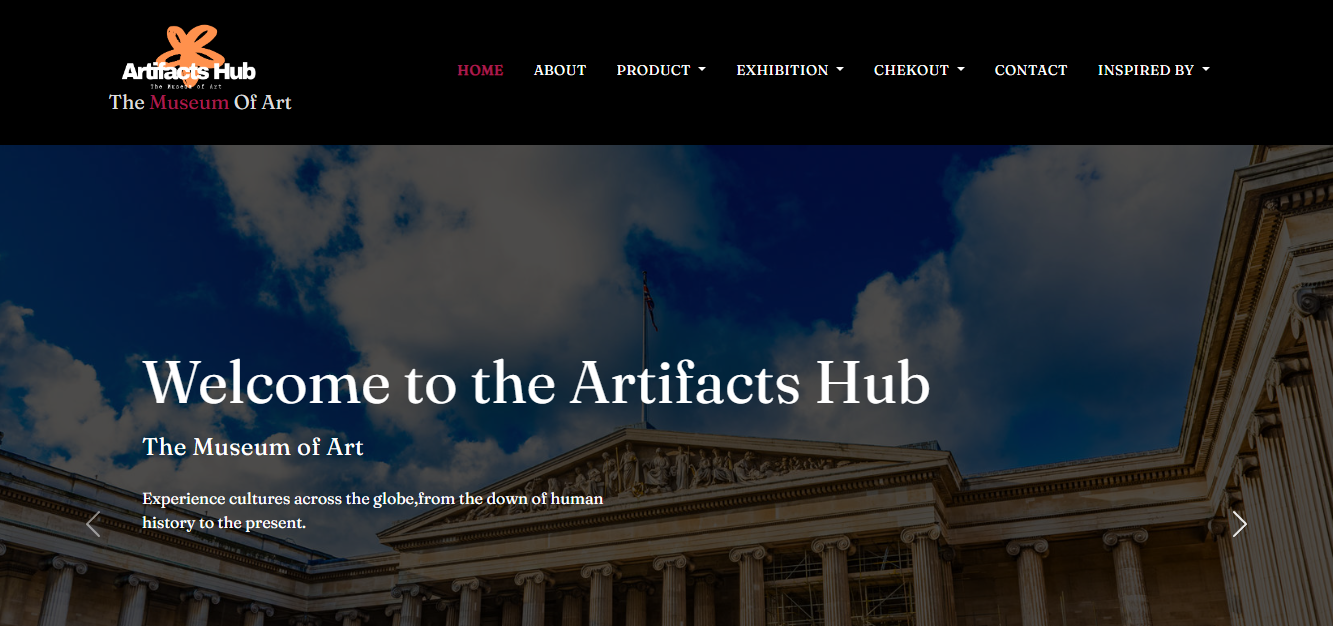 Artifacts Hub
The Museum of Art
The Museum Of Art
HOME ABOUT PRODUCT EXHIBITION CHEKOUT CONTACT INSPIRED BY
Welcome to the Artifacts Hub
The Museum of Art
Experience cultures across the globe,from the down of human
history to the present.